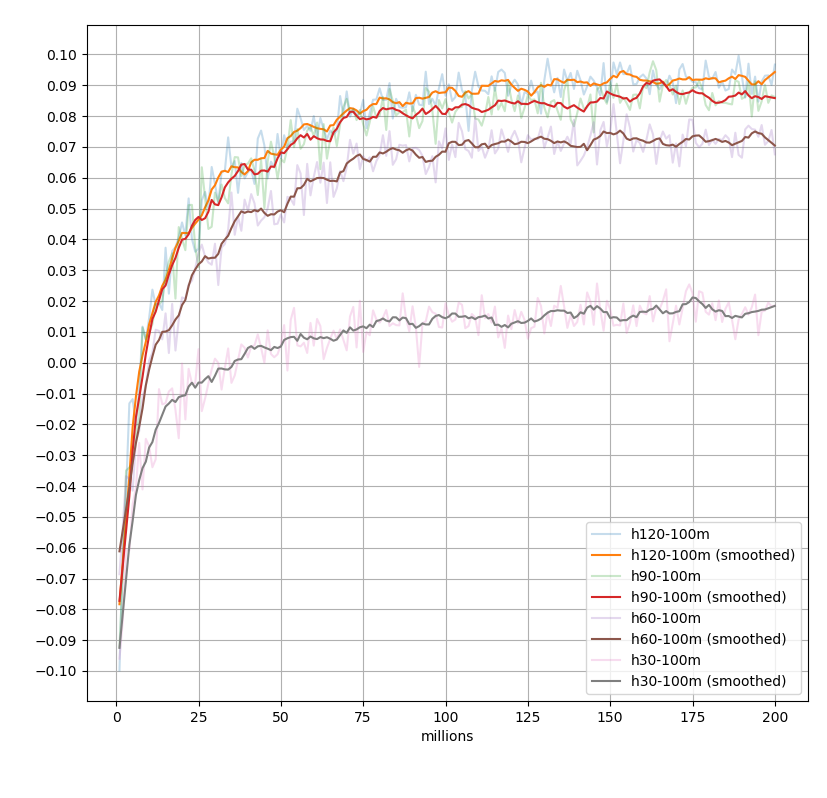 0.10
0.09
0.08
0.07
0.06
0.05
0.04
0.03
0.02
0.01
0.00
−0.01
−0.02
−0.03
−0.04
−0.05
−0.06
−0.07
−0.08
−0.09
−0.10
h120-100m
h120-100m (smoothed)
h90-100m
h90-100m (smoothed)
h60-100m
h60-100m (smoothed)
h30-100m
h30-100m (smoothed)
0 25 50 75 100 125 150 175 200
millions